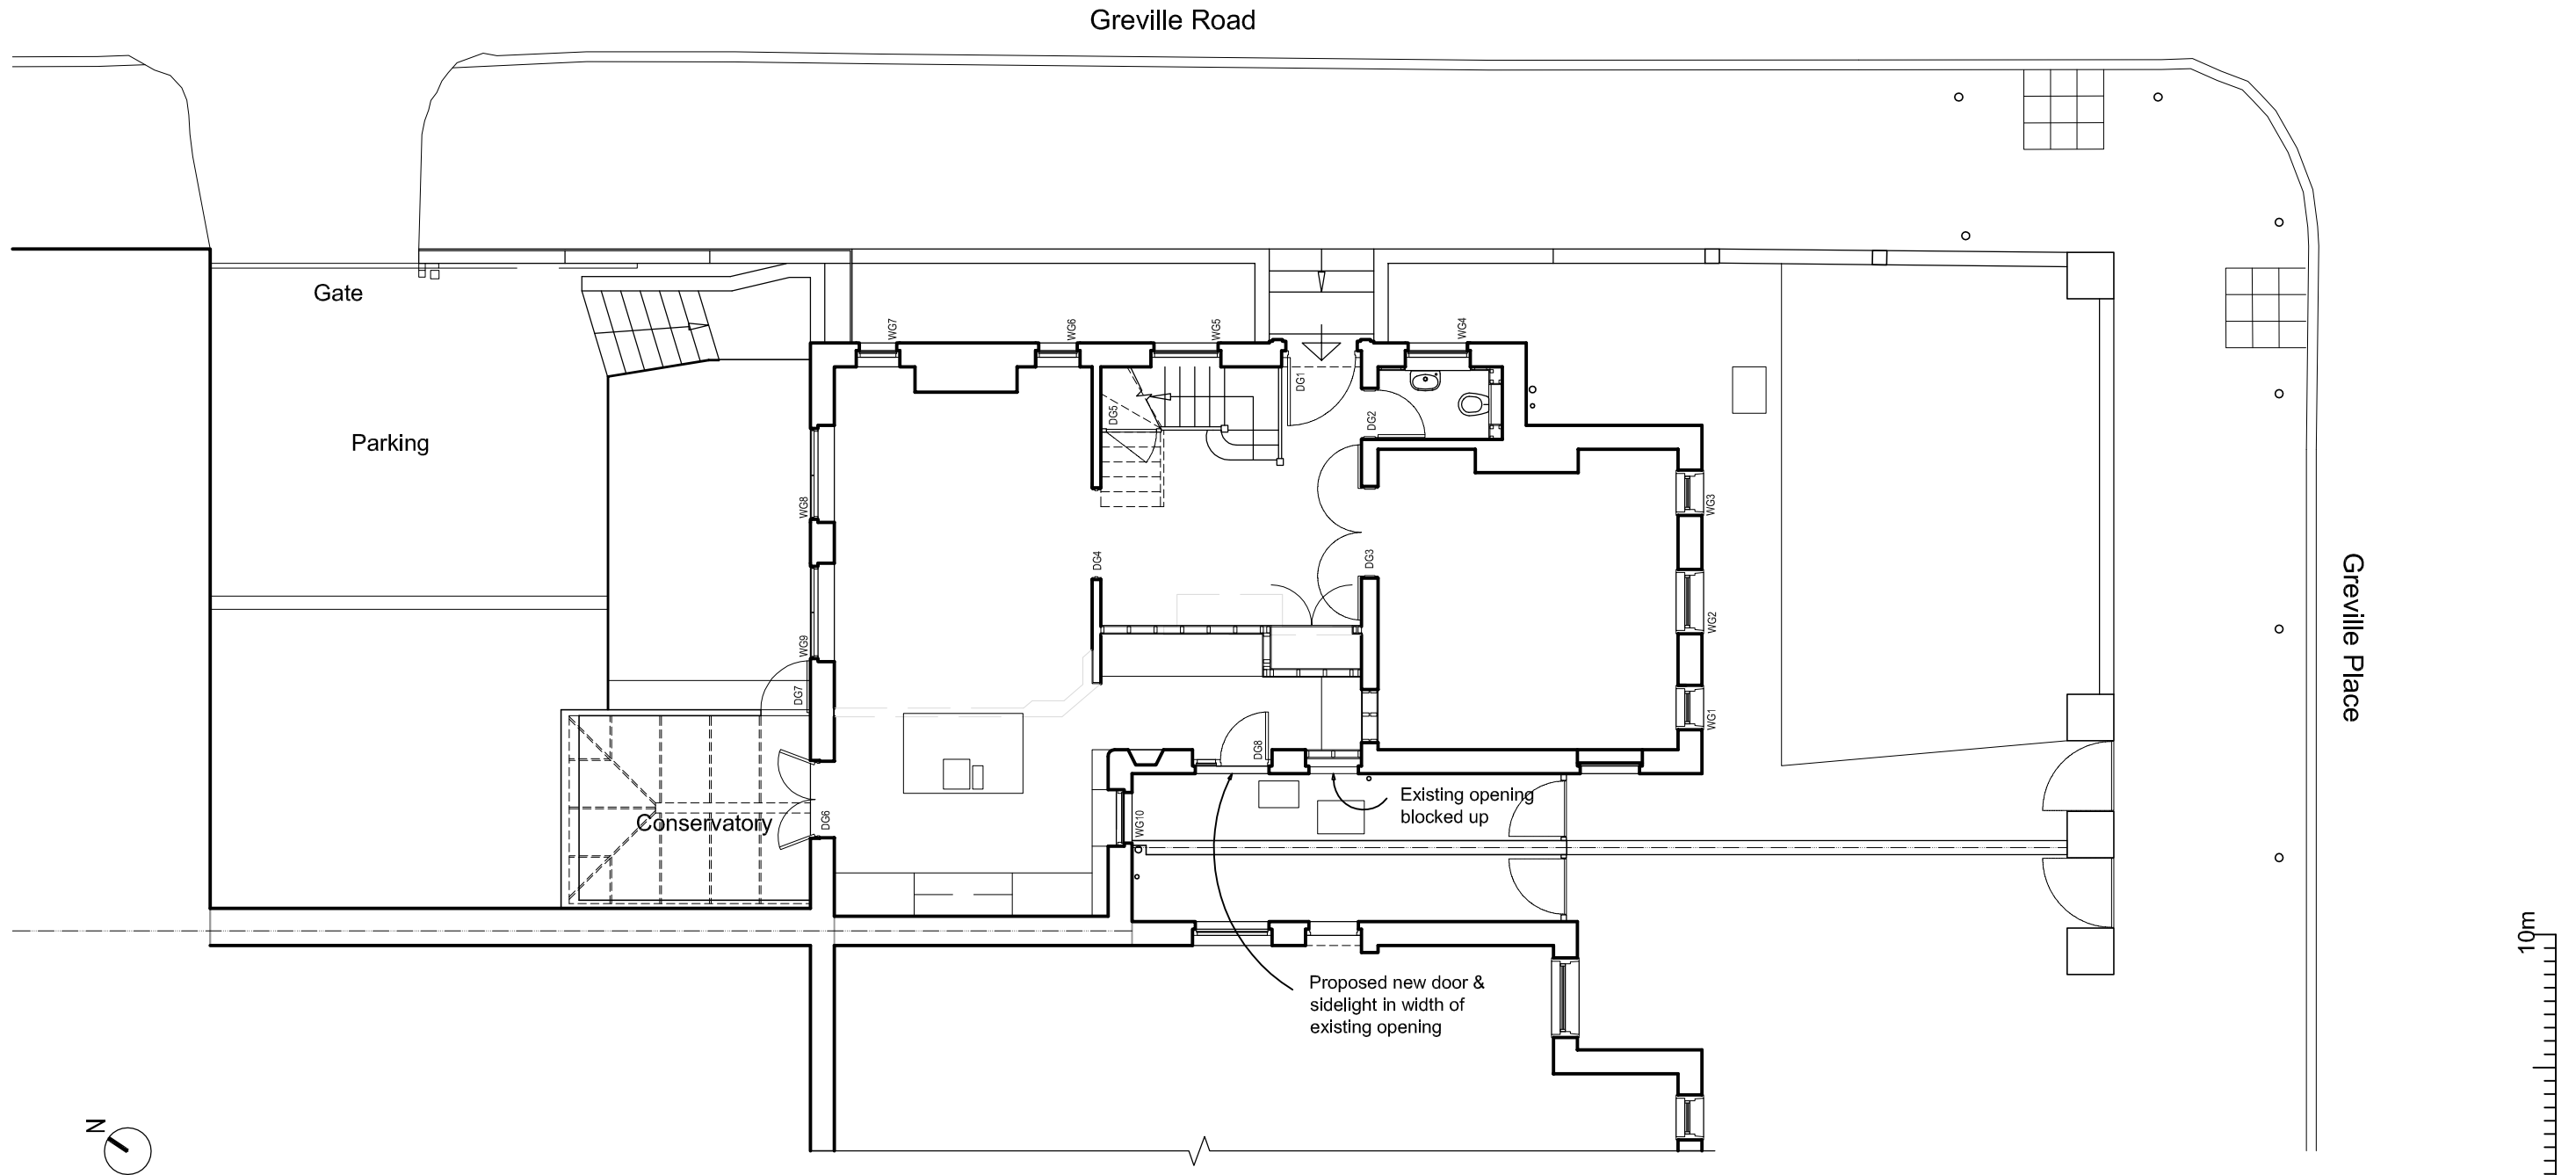 Greville Road
Gate
WG7
WG6
WG5
WG4
DG1
DG5
DG2
Parking
WG8
WG3
DG4
DG3
WG9
WG2
Greville Place
DG7
WG1
DG8
Conservatory
DG6
WG10
Existing opening
blocked up
10m
Proposed new door &
sidelight in width of
existing opening
N